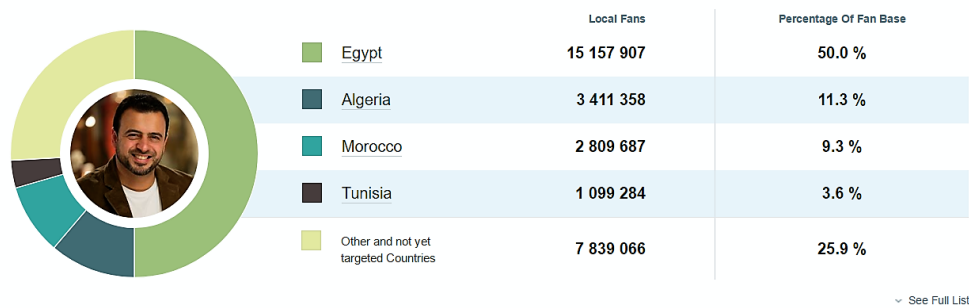 Local Fans Percentage Of Fan Base
Egypt 15 157 907 50.0 %
Algeria 3 411 358 11.3 %
Morocco 2 809 687 9.3 %
Tunisia 1 099 284 3.6 %
Other and not yet
targeted Countries 7 839 066 25.9 %
See Full List